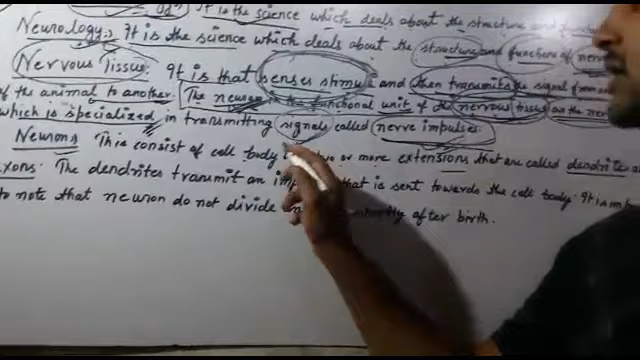 It is the science which deals about the structure and
Neurology: It is the science which deals about the structure and function of
Nervous Tissue: It is that senses stimuli and then transmits signal from
of the animal to another. The neuron is the functional unit of the nervous tissue
which is specialized in transmitting signals called nerve impulses.
Neurons This consist of cell body or more extensions that are called dendrite
xons: The dendrites transmit an that is sent towards the cell body. It is
to note that neuron do not divide after birth.